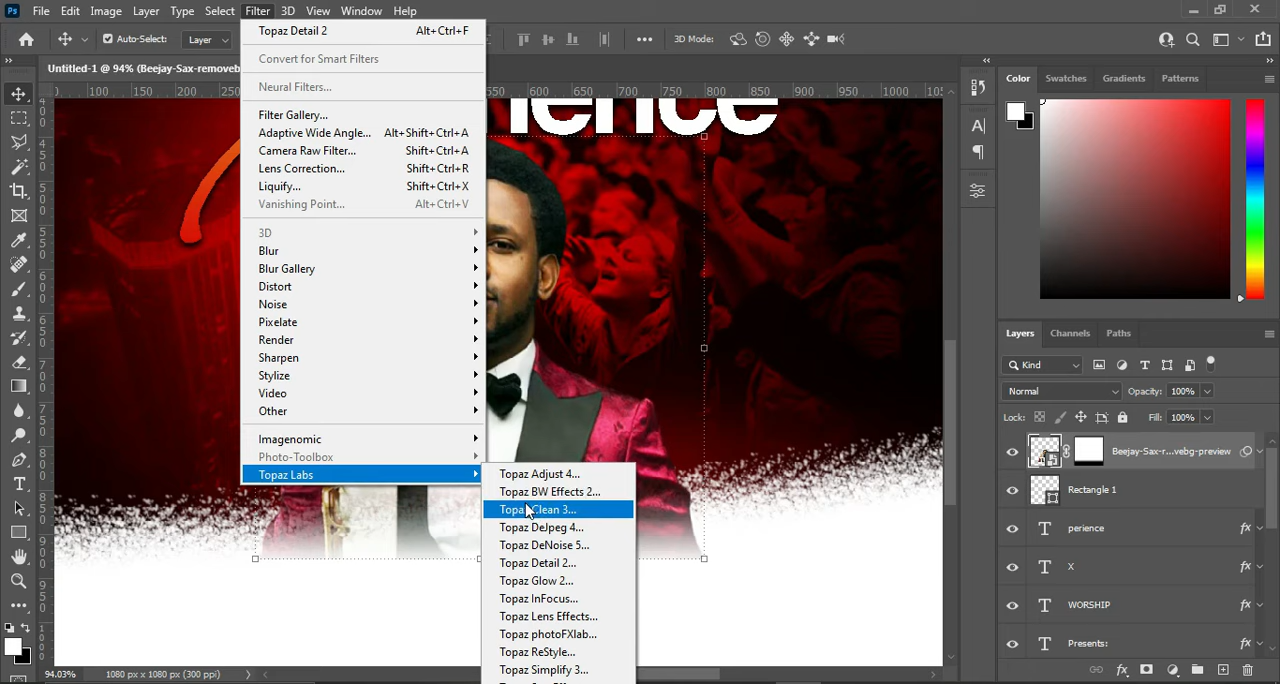 Ps File Edit Image Layer Type Select Filter 3D View Window Help
Auto-Select: Layer
3D Mode:
Untitled-1 @ 94% (Beejay-Sax-removeb
Topaz Detail 2 Alt+Ctrl+F
Convert for Smart Filters
Neural Filters...
Filter Gallery...
Adaptive Wide Angle... Alt+Shift+Ctrl+A
Camera Raw Filter... Shift+Ctrl+A
Lens Correction... Shift+Ctrl+R
Liquify... Shift+Ctrl+X
Vanishing Point... Alt+Ctrl+V
3D
Blur
Blur Gallery
Distort
Noise
Pixelate
Render
Sharpen
Stylize
Video
Other
Imagenomic
Photo-Toolbox
Topaz Labs
Topaz Adjust 4...
Topaz BW Effects 2...
Topaz Clean 3...
Topaz DeJpeg 4...
Topaz DeNoise 5...
Topaz Detail 2...
Topaz Glow 2...
Topaz InFocus...
Topaz Lens Effects...
Topaz photoFXlab...
Topaz ReStyle...
Topaz Simplify 3...
100 150 200 550 600 650 700 750 800 850 900 950 1000
ience
Color Swatches Gradients Patterns
Layers Channels Paths
Kind
Normal Opacity: 100%
Lock: Fill: 100%
Beejay-Sax-r...vebg-preview
Rectangle 1
perience fx
X fx
WORSHIP fx
Presents: fx
94.03% 1080 px x 1080 px (300 ppi)